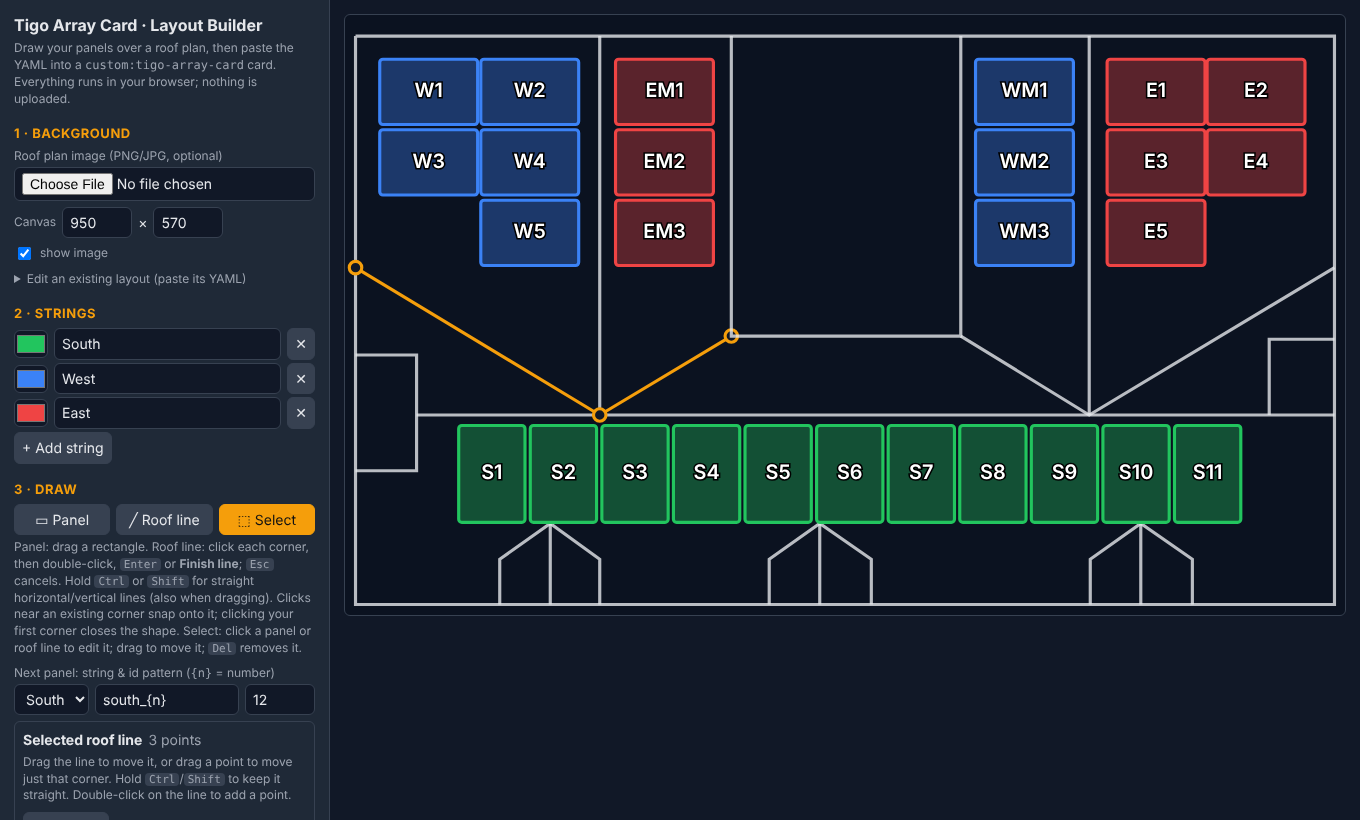 Tigo Array Card · Layout Builder
Draw your panels over a roof plan, then paste the
YAML into a custom:tigo-array-card card.
Everything runs in your browser; nothing is
uploaded.
1 · BACKGROUND
Roof plan image (PNG/JPG, optional)
Choose File No file chosen
Canvas 950 × 570
show image
▶ Edit an existing layout (paste its YAML)
2 · STRINGS
South ✕
West ✕
East ✕
+ Add string
3 · DRAW
▭ Panel ╱ Roof line ⬚ Select
Panel: drag a rectangle. Roof line: click each corner,
then double-click, Enter or Finish line; Esc
cancels. Hold Ctrl or Shift for straight
horizontal/vertical lines (also when dragging). Clicks
near an existing corner snap onto it; clicking your
first corner closes the shape. Select: click a panel or
roof line to edit it; drag to move it; Del removes it.
Next panel: string & id pattern ({n} = number)
South south_{n} 12
Selected roof line 3 points
Drag the line to move it, or drag a point to move
just that corner. Hold Ctrl/Shift to keep it
straight. Double-click on the line to add a point.
W1 W2 EM1 WM1 E1 E2
W3 W4 EM2 WM2 E3 E4
W5 EM3 WM3 E5
S1 S2 S3 S4 S5 S6 S7 S8 S9 S10 S11